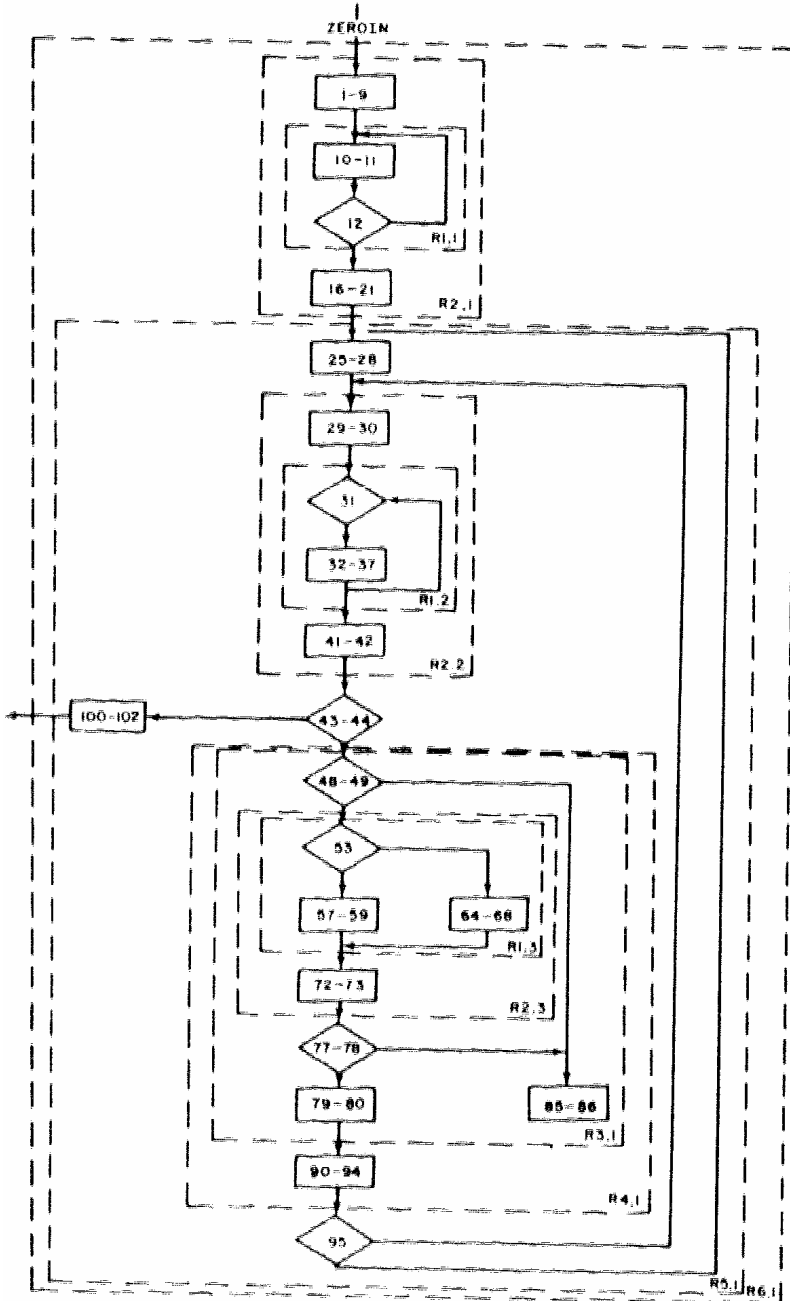 ZEROIN
1-9
10-11
12
R1,1
16-21
R2,1
25-28
29-30
31
32-37
R1,2
41-42
R2,2
43-44
100-102
48-49
53
57-59
64-68
R1,3
72-73
R2,3
77-78
79-80
85-86
R3,1
90-94
R4,1
95
R5,1
R6,1